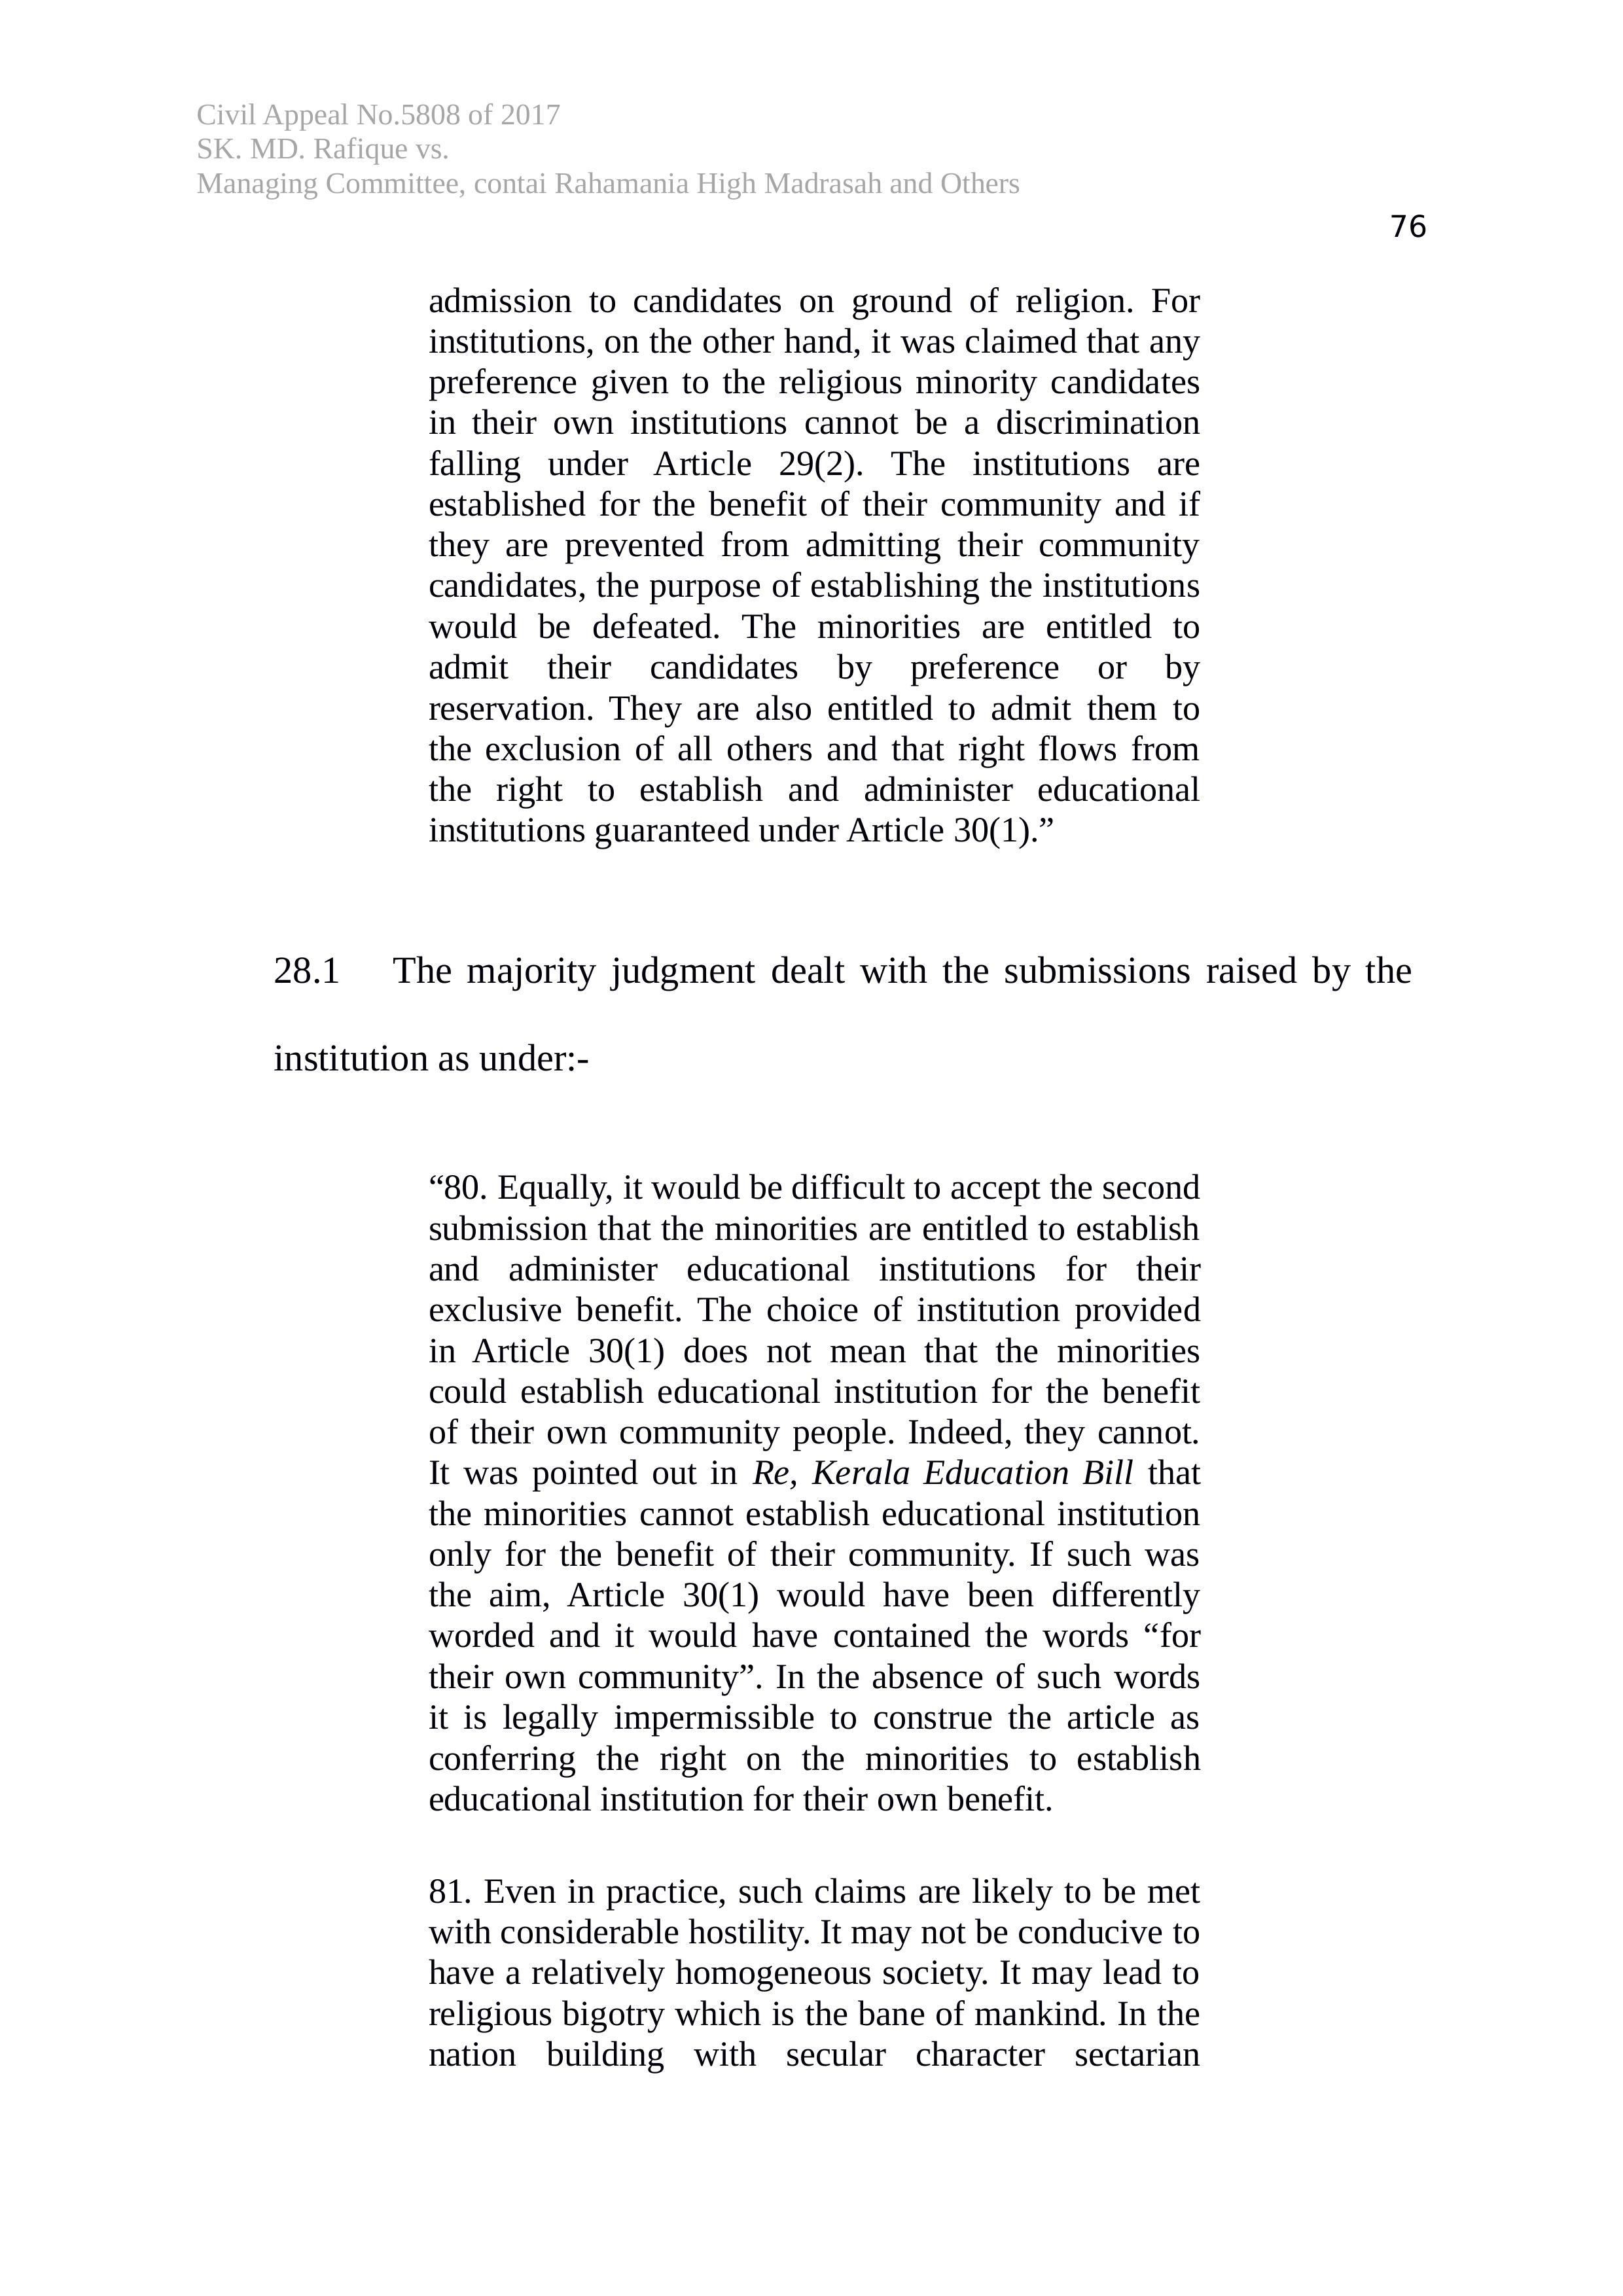 Civil Appeal No.5808 of 2017
SK. MD. Rafique vs.
Managing Committee, contai Rahamania High Madrasah and Others
76
admission to candidates on ground of religion. For
institutions, on the other hand, it was claimed that any
preference given to the religious minority candidates
in their own institutions cannot be a discrimination
falling under Article 29(2). The institutions are
established for the benefit of their community and if
they are prevented from admitting their community
candidates, the purpose of establishing the institutions
would be defeated. The minorities are entitled to
admit their candidates by preference or by
reservation. They are also entitled to admit them to
the exclusion of all others and that right flows from
the right to establish and administer educational
institutions guaranteed under Article 30(1).”
28.1 The majority judgment dealt with the submissions raised by the
institution as under:-
“80. Equally, it would be difficult to accept the second
submission that the minorities are entitled to establish
and administer educational institutions for their
exclusive benefit. The choice of institution provided
in Article 30(1) does not mean that the minorities
could establish educational institution for the benefit
of their own community people. Indeed, they cannot.
It was pointed out in Re, Kerala Education Bill that
the minorities cannot establish educational institution
only for the benefit of their community. If such was
the aim, Article 30(1) would have been differently
worded and it would have contained the words “for
their own community”. In the absence of such words
it is legally impermissible to construe the article as
conferring the right on the minorities to establish
educational institution for their own benefit.
81. Even in practice, such claims are likely to be met
with considerable hostility. It may not be conducive to
have a relatively homogeneous society. It may lead to
religious bigotry which is the bane of mankind. In the
nation building with secular character sectarian